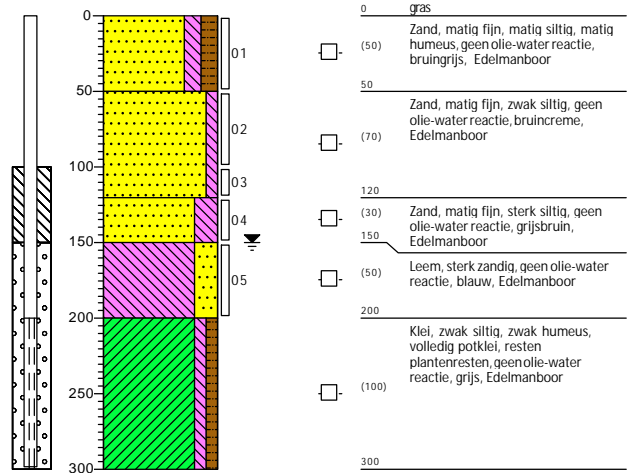 0
50
100
150
200
250
300
01
02
03
04
05
0
gras
(50)
Zand, matig fijn, matig siltig, matig
humeus, geen olie-water reactie,
bruingrijs, Edelmanboor
50
(70)
Zand, matig fijn, zwak siltig, geen
olie-water reactie, bruincreme,
Edelmanboor
120
(30)
Zand, matig fijn, sterk siltig, geen
olie-water reactie, grijsbruin,
Edelmanboor
150
(50)
Leem, sterk zandig, geen olie-water
reactie, blauw, Edelmanboor
200
(100)
Klei, zwak siltig, zwak humeus,
volledig potklei, resten
plantenresten, geen olie-water
reactie, grijs, Edelmanboor
300